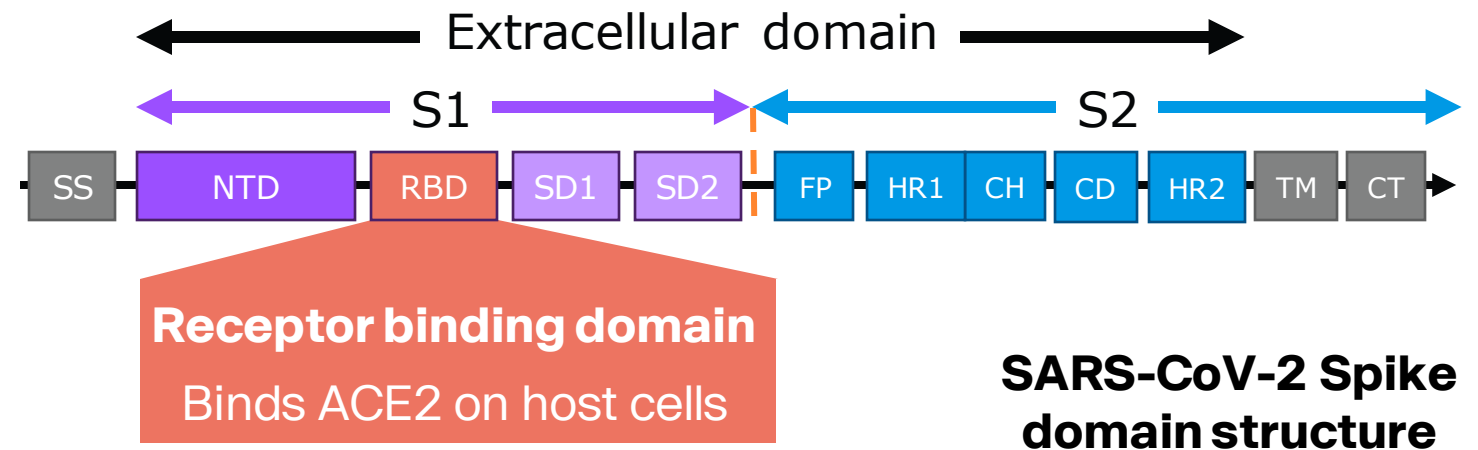 Extracellular domain
S1 S2
SS NTD RBD SD1 SD2 FP HR1 CH CD HR2 TM CT
Receptor binding domain
Binds ACE2 on host cells
SARS-CoV-2 Spike
domain structure